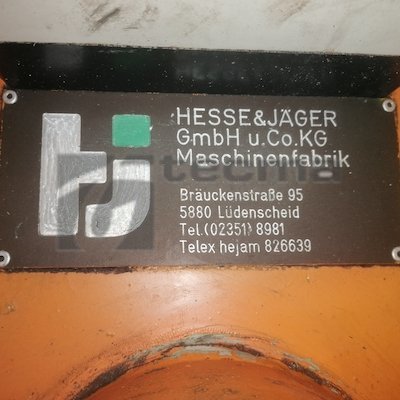 HESSE&JÄGER
GmbH u.Co.KG
Maschinenfabrik
tecma
Bräuckenstraße 95
5880 Lüdenscheid
Tel.(02351) 8981
Telex hejam 826639